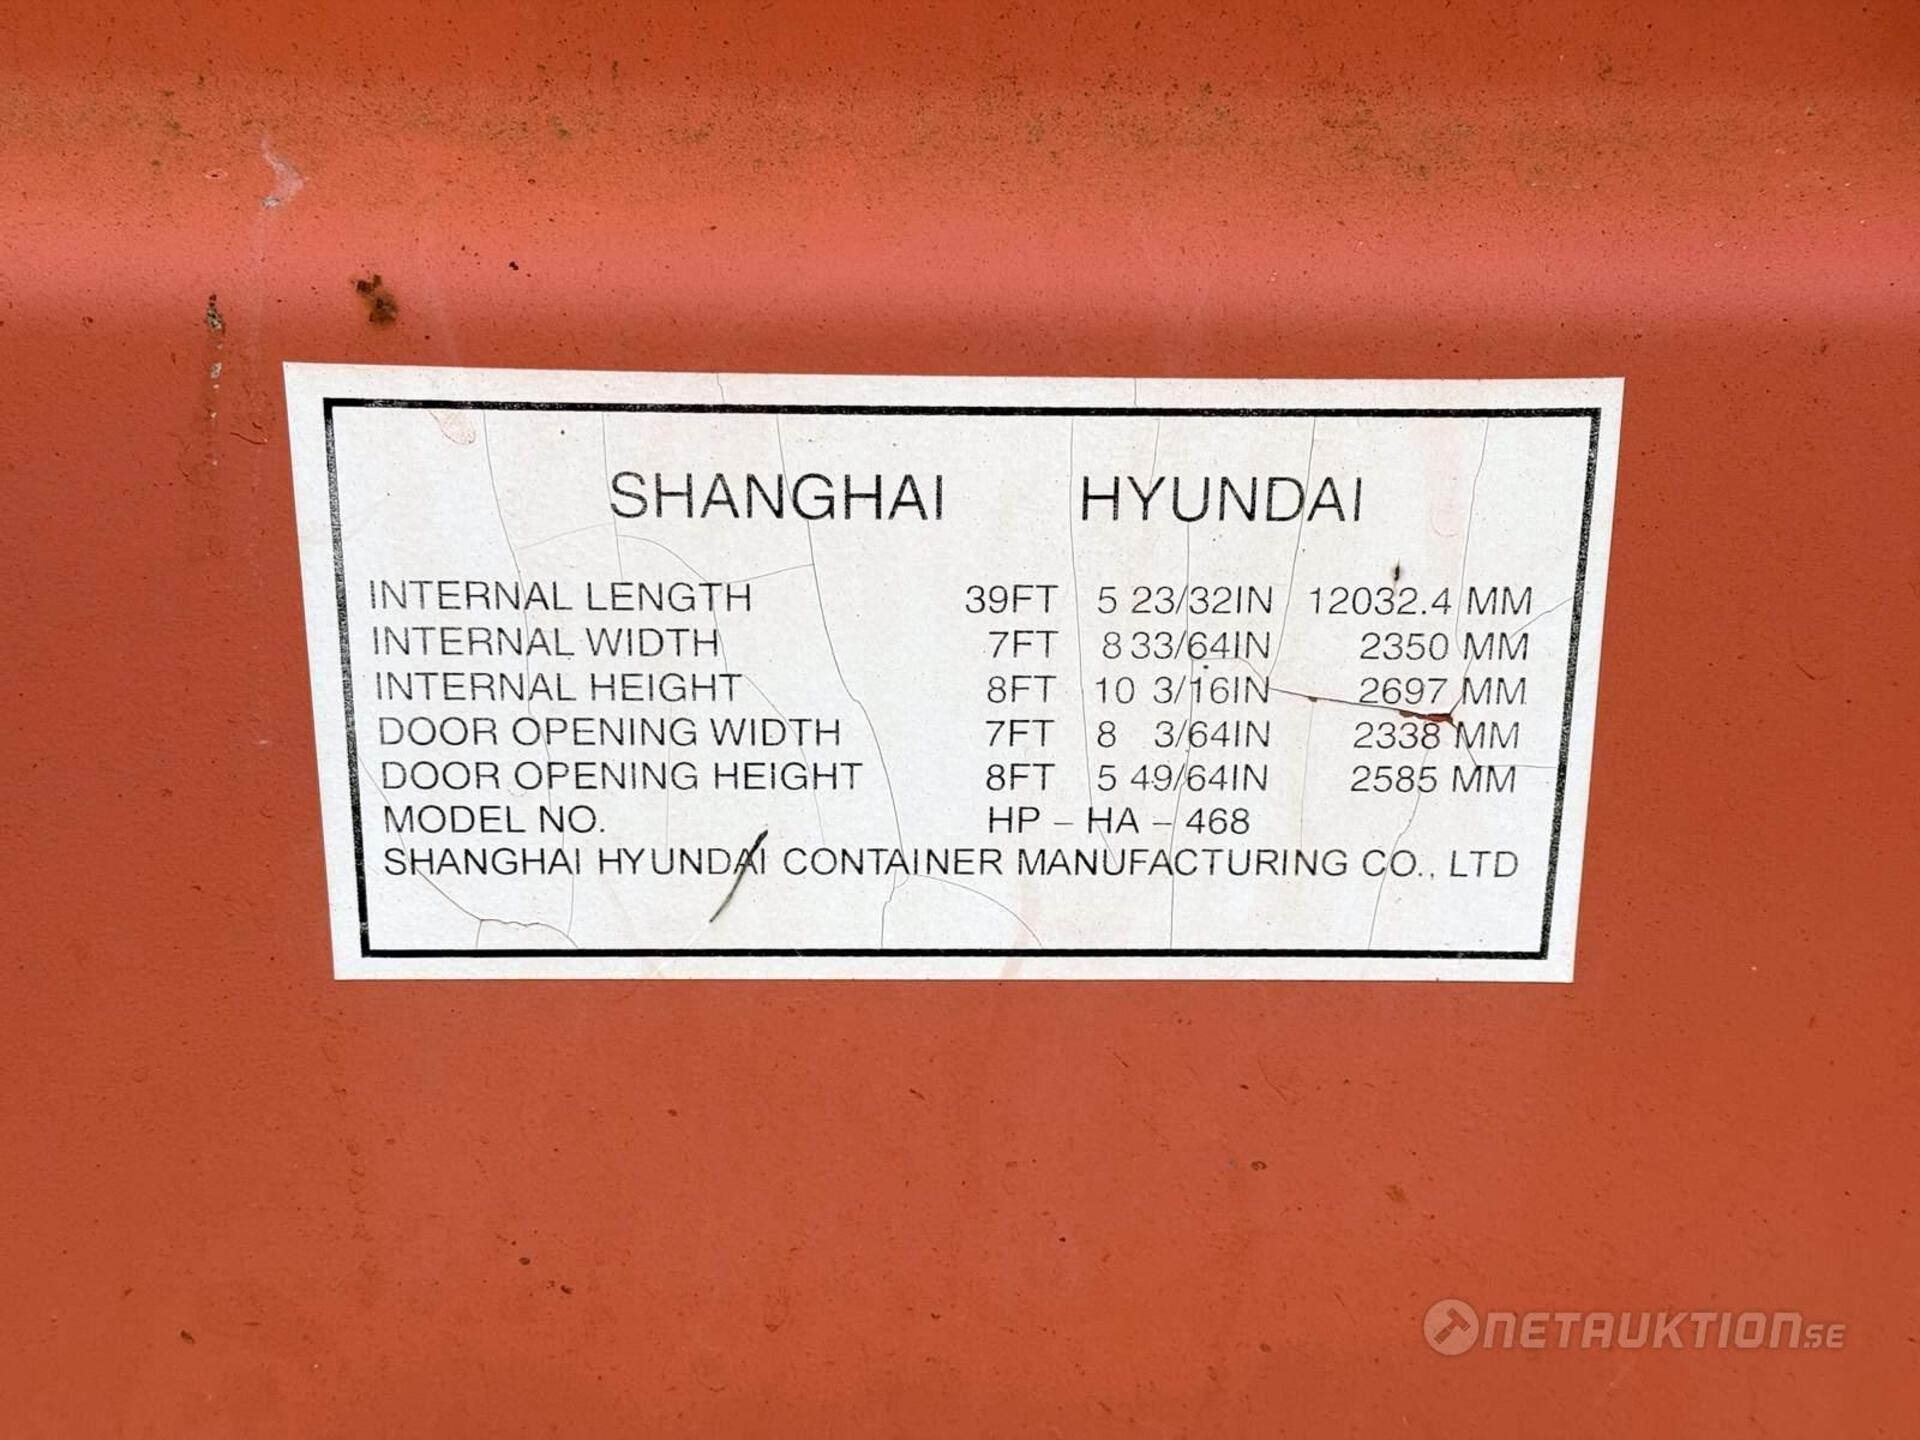 SHANGHAI HYUNDAI
INTERNAL LENGTH 39FT 5 23/32IN 12032.4 MM
INTERNAL WIDTH 7FT 8 33/64IN 2350 MM
INTERNAL HEIGHT 8FT 10 3/16IN 2697 MM
DOOR OPENING WIDTH 7FT 8 3/64IN 2338 MM
DOOR OPENING HEIGHT 8FT 5 49/64IN 2585 MM
MODEL NO. HP – HA – 468
SHANGHAI HYUNDAI CONTAINER MANUFACTURING CO., LTD
NETAUKTION.SE